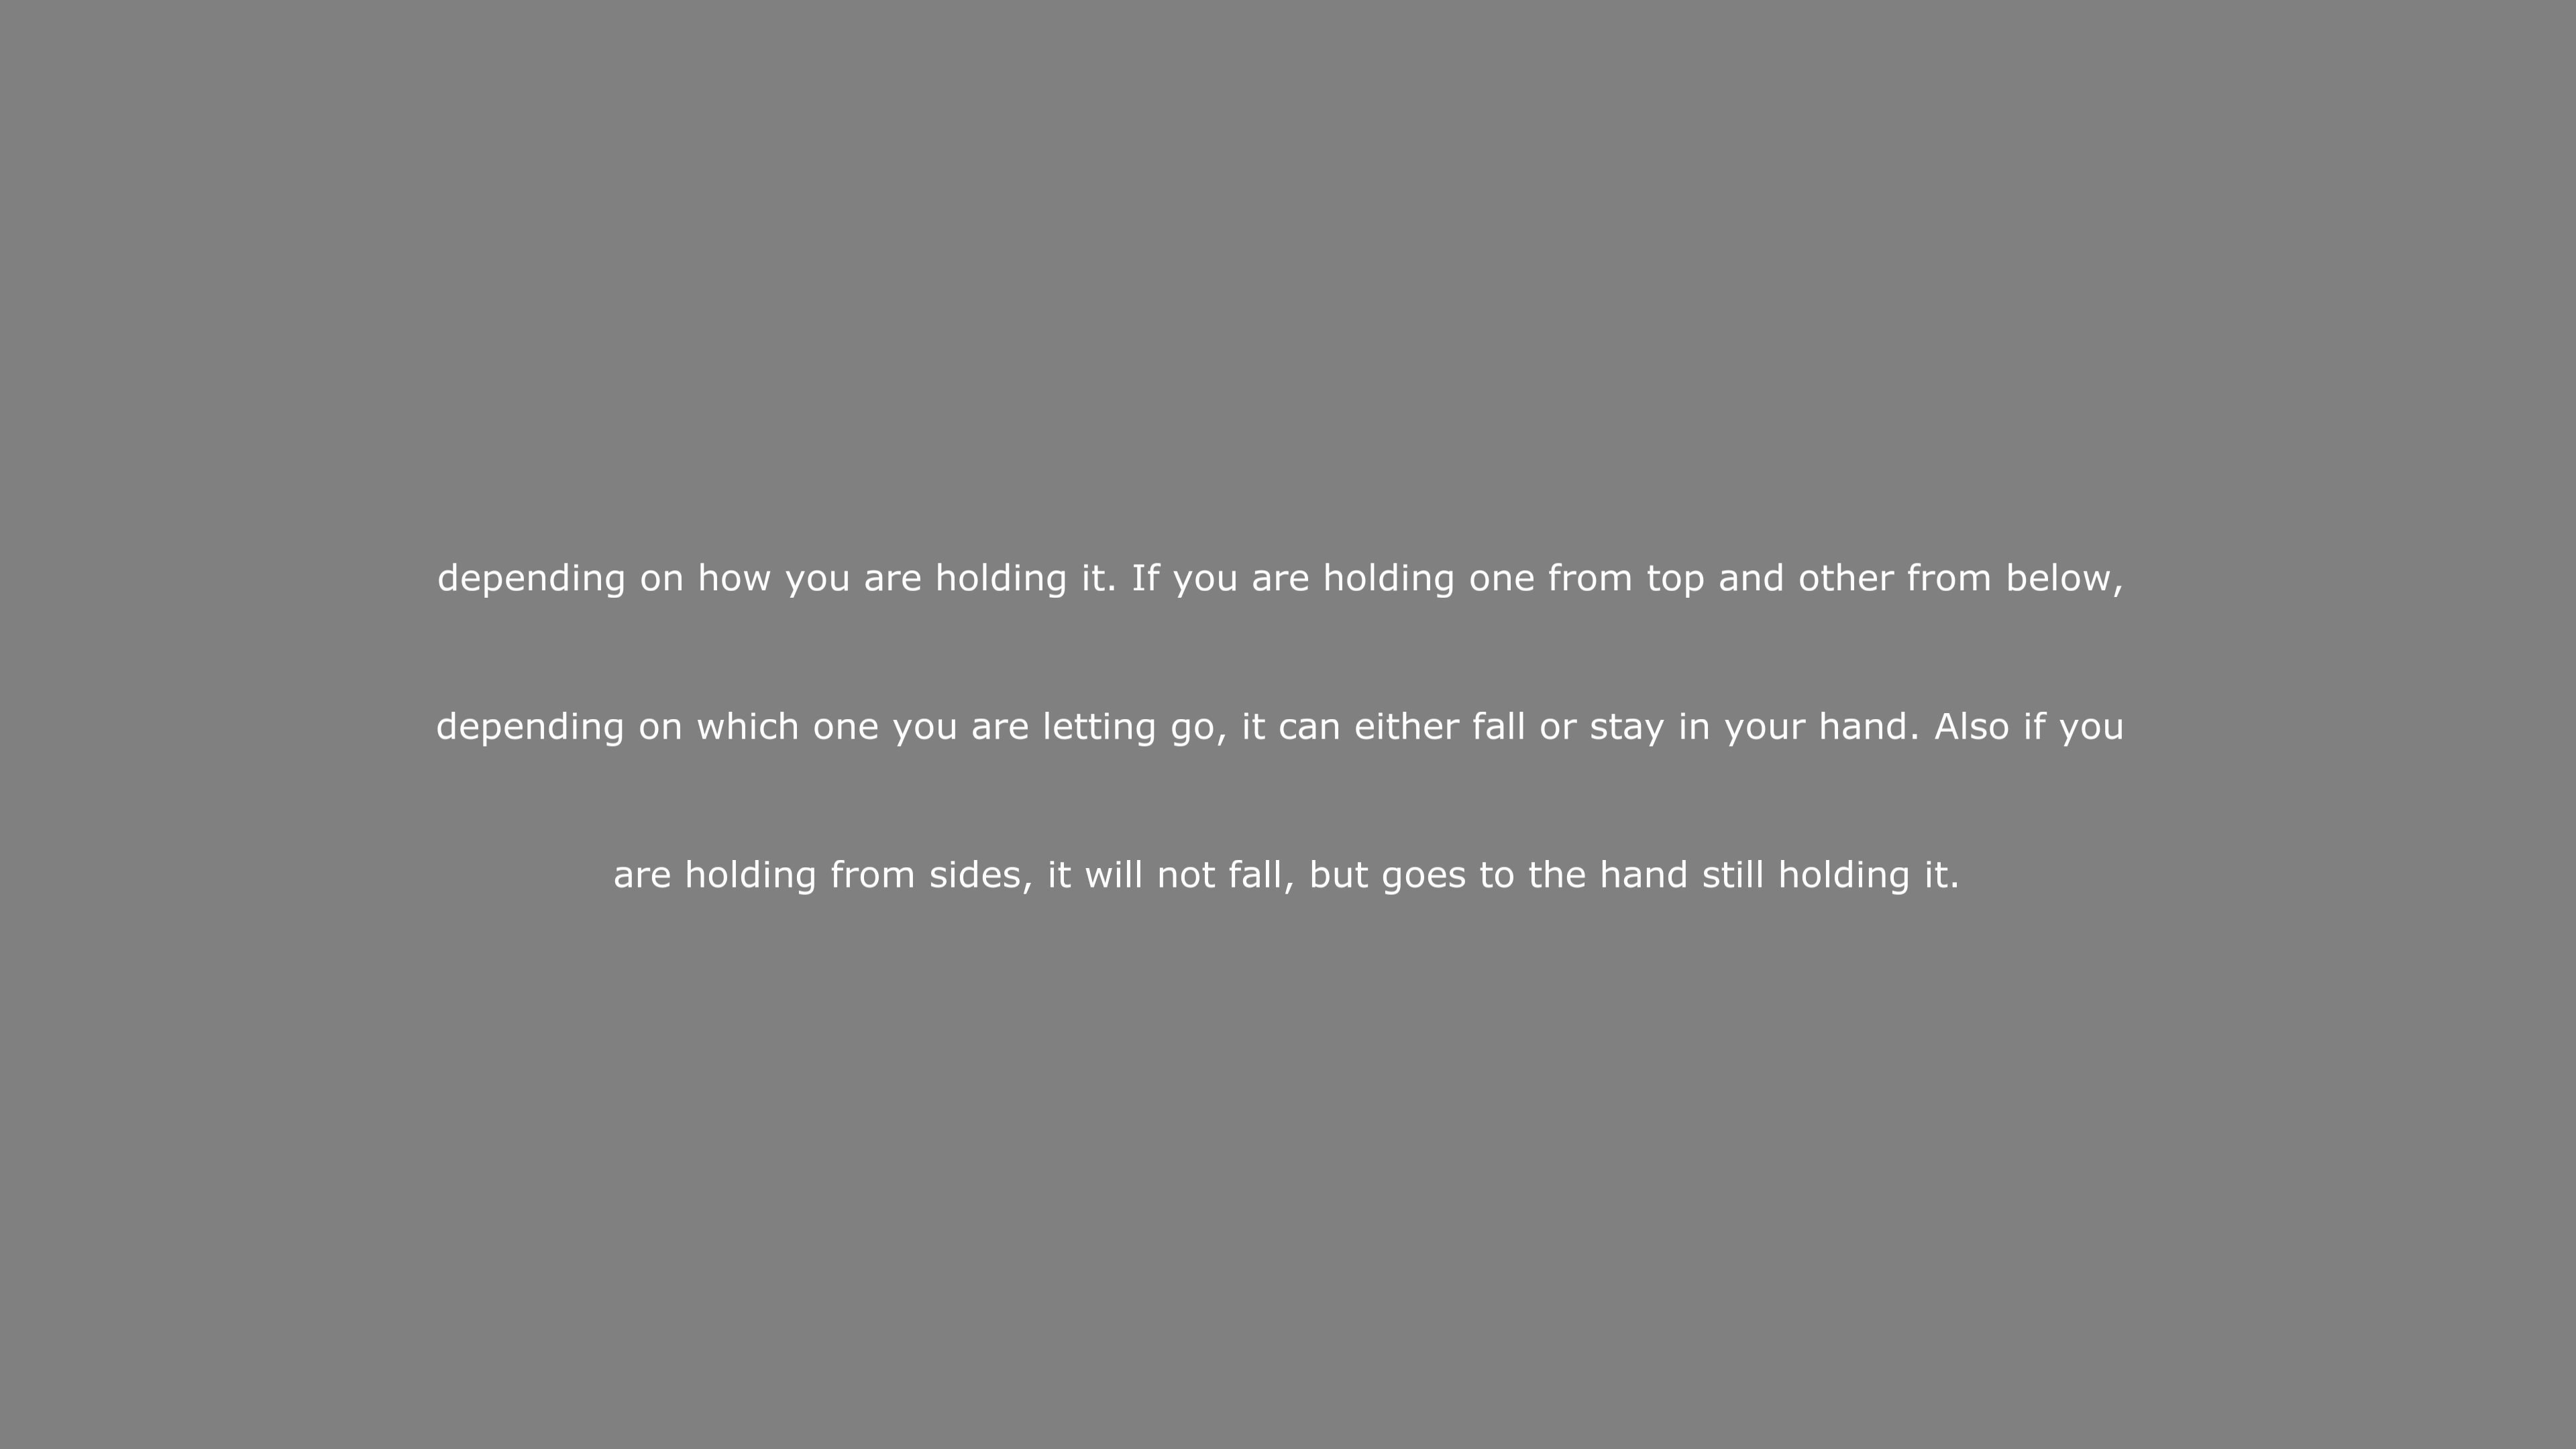 depending on how you are holding it. If you are holding one from top and other from below,
depending on which one you are letting go, it can either fall or stay in your hand. Also if you
are holding from sides, it will not fall, but goes to the hand still holding it.